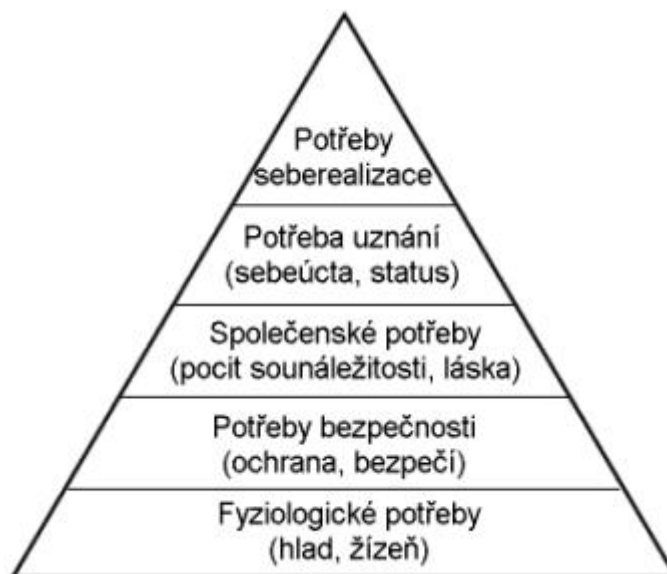 Potřeby
seberealizace
Potřeba uznání
(sebeúcta, status)
Společenské potřeby
(pocit sounáležitosti, láska)
Potřeby bezpečnosti
(ochrana, bezpečí)
Fyziologické potřeby
(hlad, žízeň)